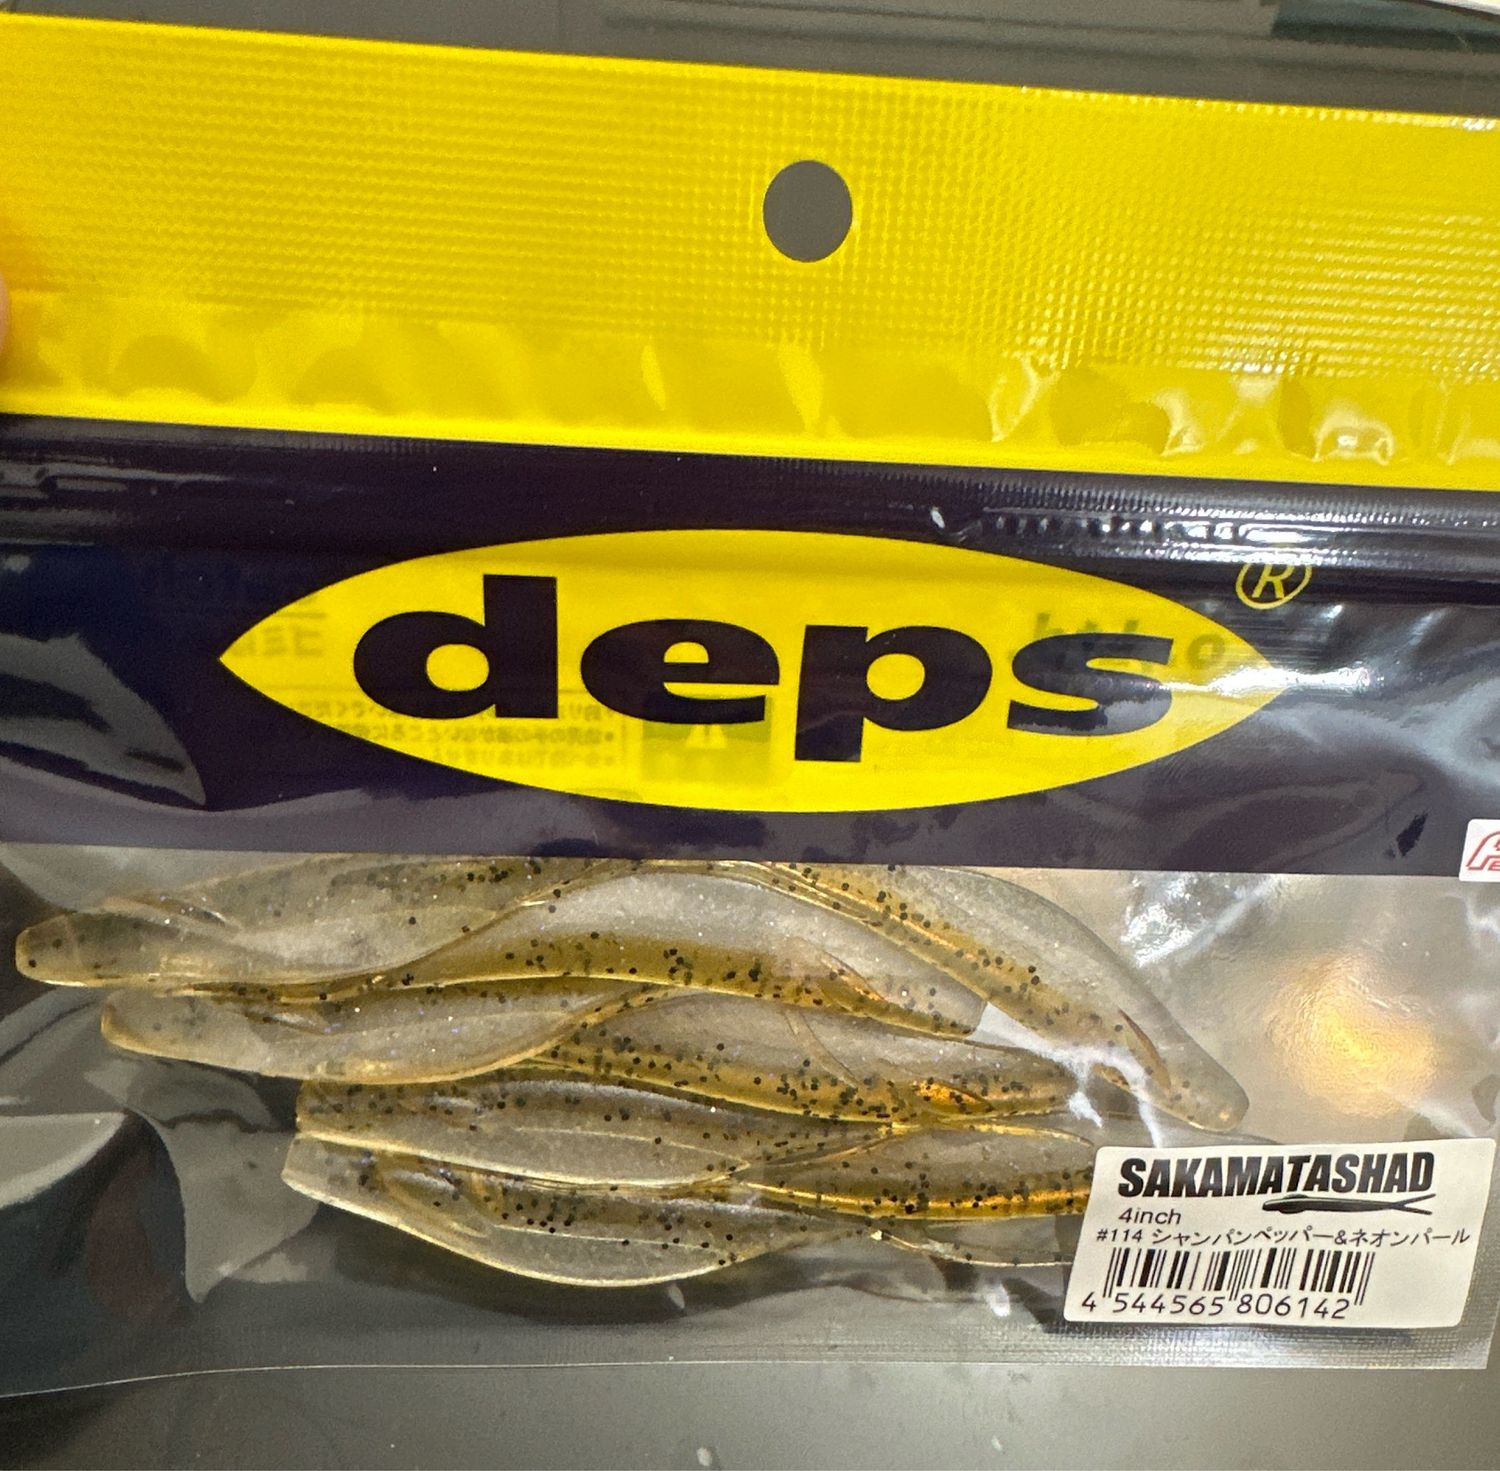 deps®
SAKAMATASHAD
4inch
#114 シャンパンペッパー&ネオンパール
4 544565 806142